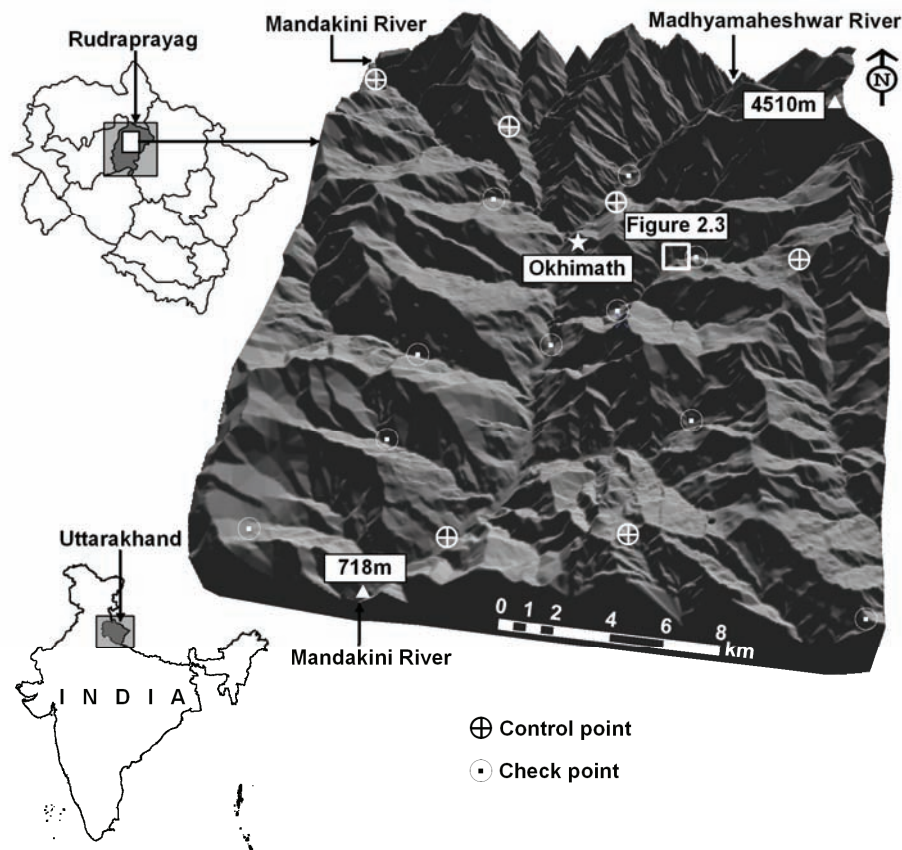 Rudraprayag
Mandakini River
Madhyamaheshwar River
N
4510m
Figure 2.3
Okhimath
Uttarakhand
718m
Mandakini River
0 1 2 4 6 8
km
INDIA
Control point
Check point